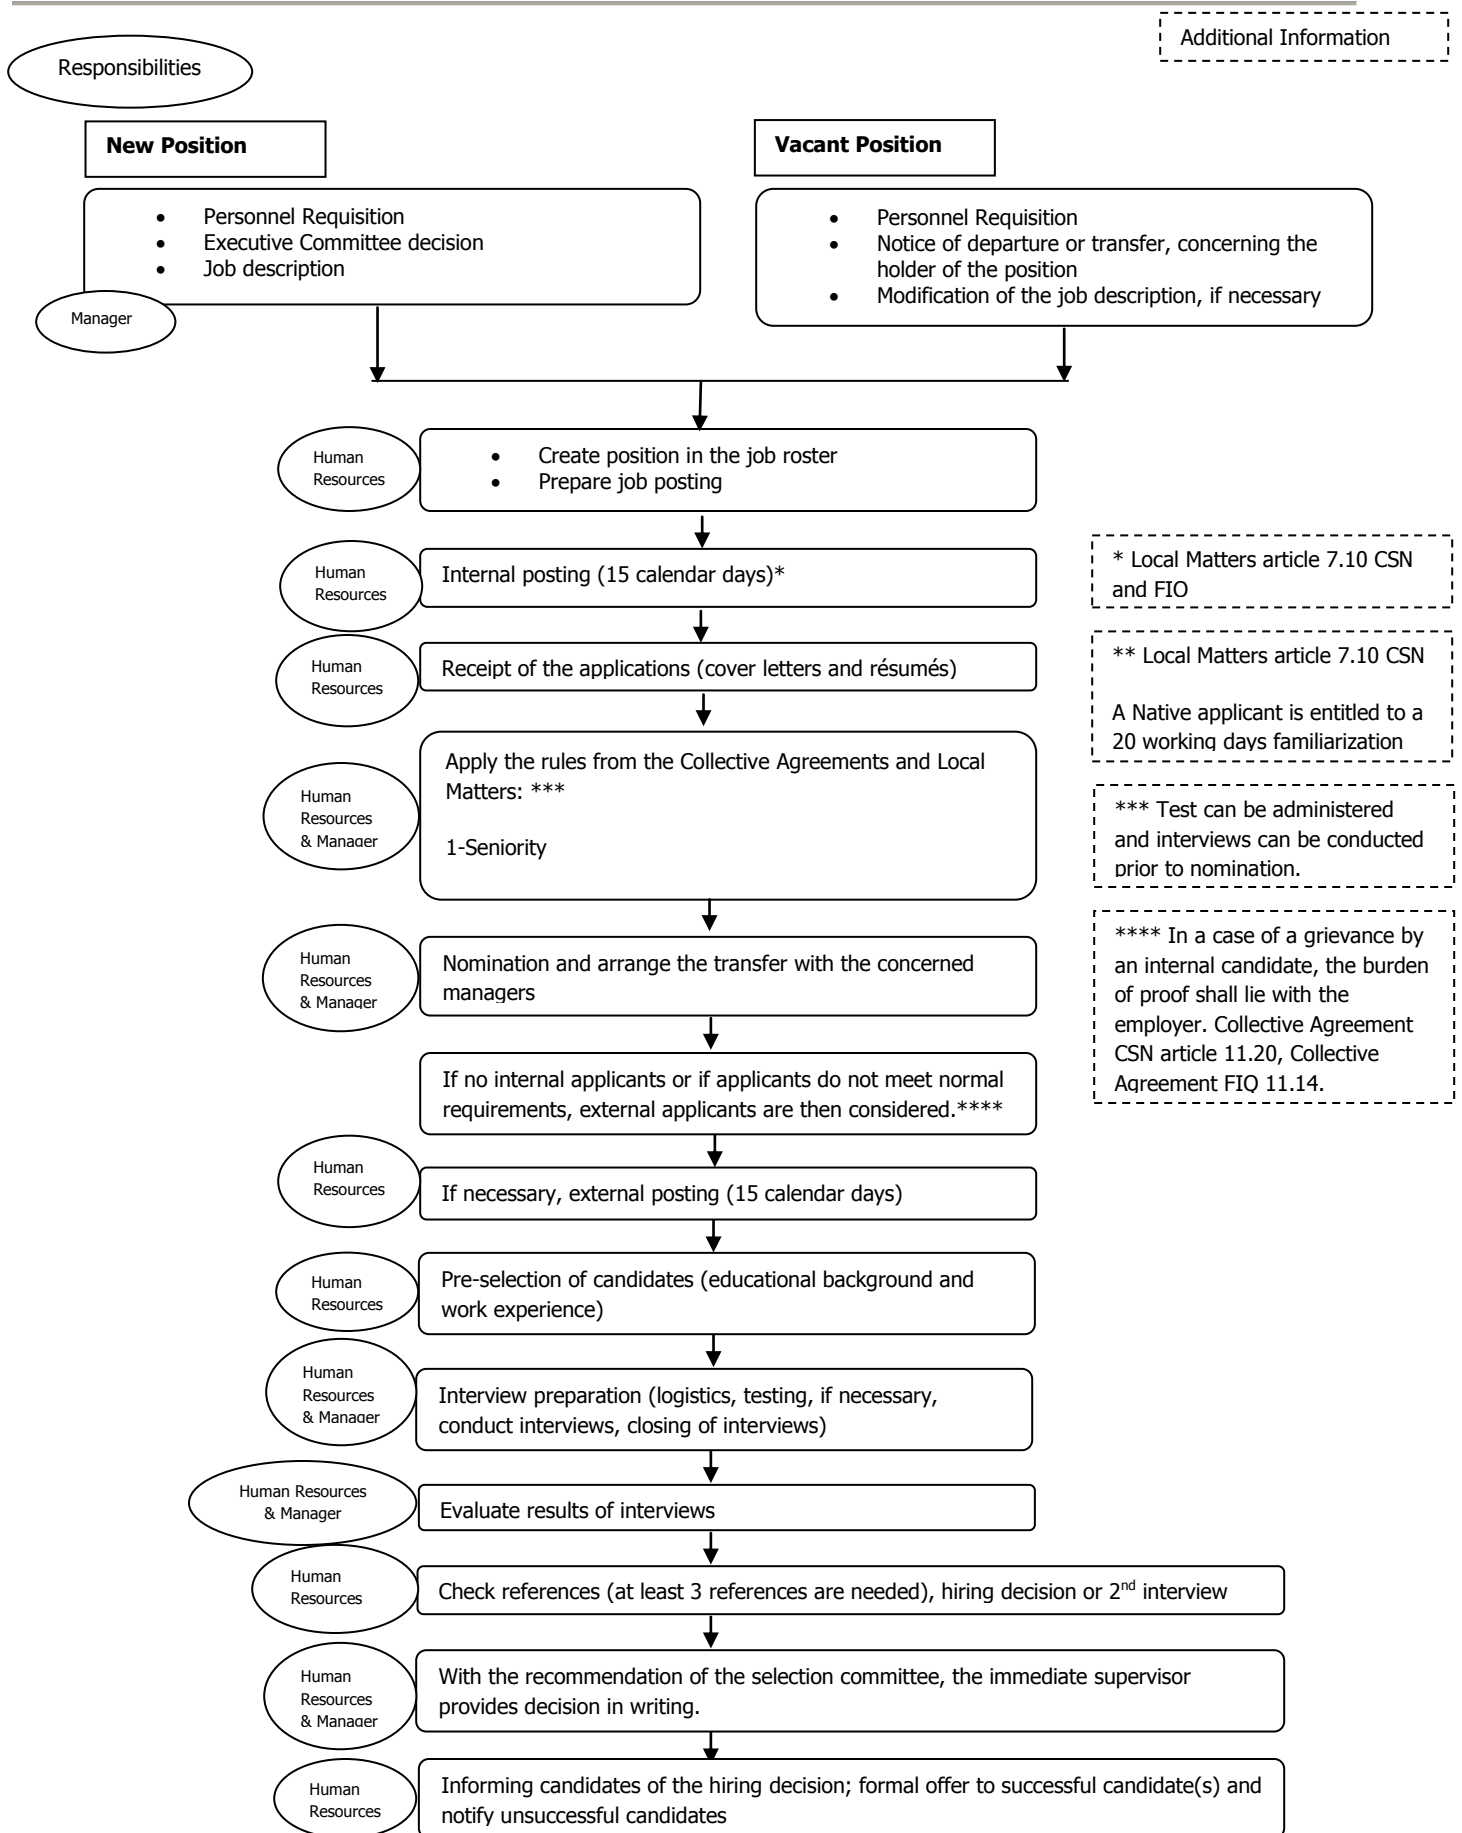 Additional Information
Responsibilities
New Position
Vacant Position
• Personnel Requisition
• Executive Committee decision
• Job description
Manager
• Personnel Requisition
• Notice of departure or transfer, concerning the
holder of the position
• Modification of the job description, if necessary
Human
Resources
• Create position in the job roster
• Prepare job posting
Human
Resources
Internal posting (15 calendar days)*
* Local Matters article 7.10 CSN
and FIQ
Human
Resources
Receipt of the applications (cover letters and résumés)
** Local Matters article 7.10 CSN
A Native applicant is entitled to a
20 working days familiarization
Human
Resources
& Manager
Apply the rules from the Collective Agreements and Local
Matters: ***
1-Seniority
*** Test can be administered
and interviews can be conducted
prior to nomination.
Human
Resources
& Manager
Nomination and arrange the transfer with the concerned
managers
**** In a case of a grievance by
an internal candidate, the burden
of proof shall lie with the
employer. Collective Agreement
CSN article 11.20, Collective
Agreement FIQ 11.14.
If no internal applicants or if applicants do not meet normal
requirements, external applicants are then considered.****
Human
Resources
If necessary, external posting (15 calendar days)
Human
Resources
Pre-selection of candidates (educational background and
work experience)
Human
Resources
& Manager
Interview preparation (logistics, testing, if necessary,
conduct interviews, closing of interviews)
Human Resources
& Manager
Evaluate results of interviews
Human
Resources
Check references (at least 3 references are needed), hiring decision or 2nd interview
Human
Resources
& Manager
With the recommendation of the selection committee, the immediate supervisor
provides decision in writing.
Human
Resources
Informing candidates of the hiring decision; formal offer to successful candidate(s) and
notify unsuccessful candidates